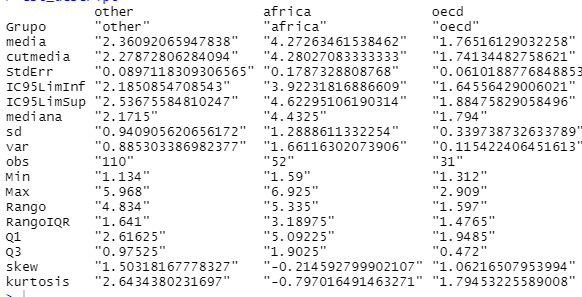 other africa oecd
Grupo "other" "africa" "oecd"
media "2.36092065947838" "4.27263461538462" "1.76516129032258"
cutmedia "2.27872806284094" "4.28027083333333" "1.74134482758621"
StdErr "0.0897118309306565" "0.1787328808768" "0.0610188776848853"
IC95LimInf "2.1850854708543" "3.92231816886609" "1.64556429006021"
IC95LimSup "2.53675584810247" "4.62295106190314" "1.88475829058496"
mediana "2.1715" "4.4325" "1.794"
sd "0.940905620656172" "1.2888611332254" "0.339738732633789"
var "0.885303386982377" "1.66116302073906" "0.115422406451613"
obs "110" "52" "31"
Min "1.134" "1.59" "1.312"
Max "5.968" "6.925" "2.909"
Rango "4.834" "5.335" "1.597"
RangoIQR "1.641" "3.18975" "1.4765"
Q1 "2.61625" "5.09225" "1.9485"
Q3 "0.97525" "1.9025" "0.472"
skew "1.50318167778327" "-0.214592799902107" "1.06216507953994"
kurtosis "2.6434380231697" "-0.797016491463271" "1.79453225589008"
>